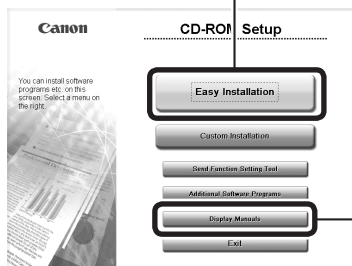 Canon
CD-ROM Setup
You can install software
programs etc. on this
screen. Select a menu on
the right.
Easy Installation
Custom Installation
Send Function Setting Tool
Additional Software Programs
Display Manuals
Exit